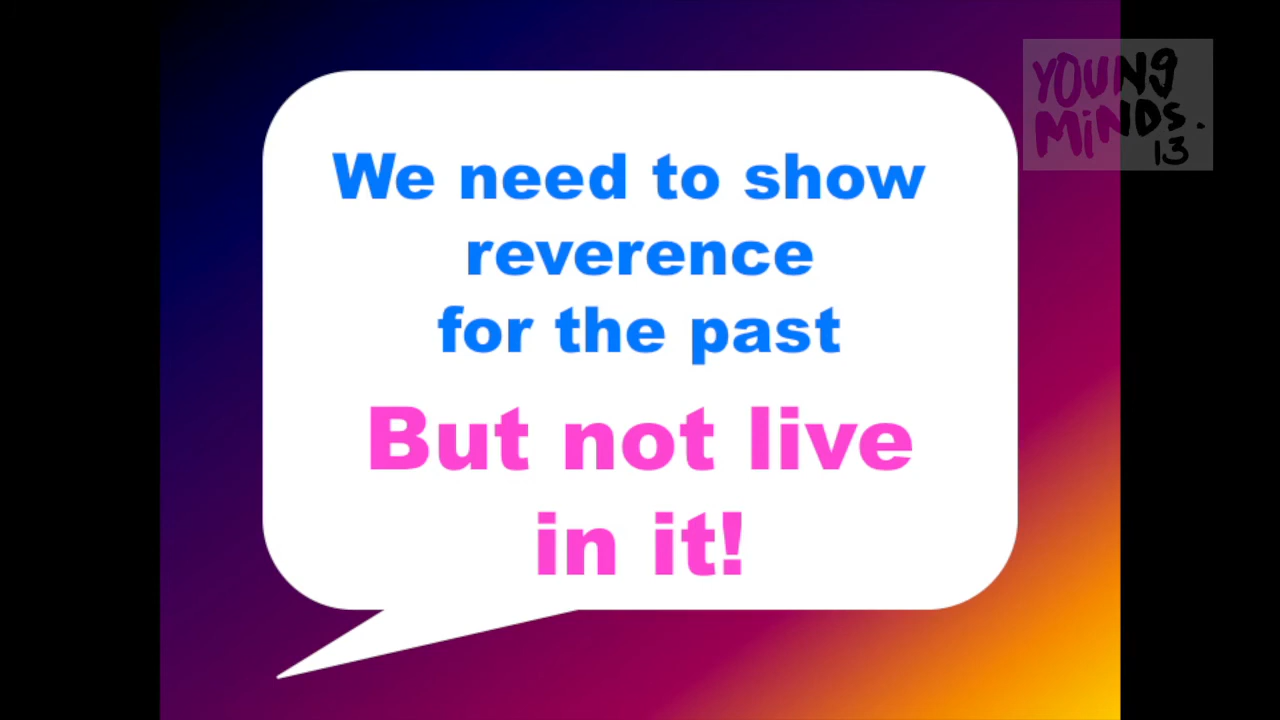 We need to show
reverence
for the past
But not live
in it!
YOUNG
MiNDS.
13